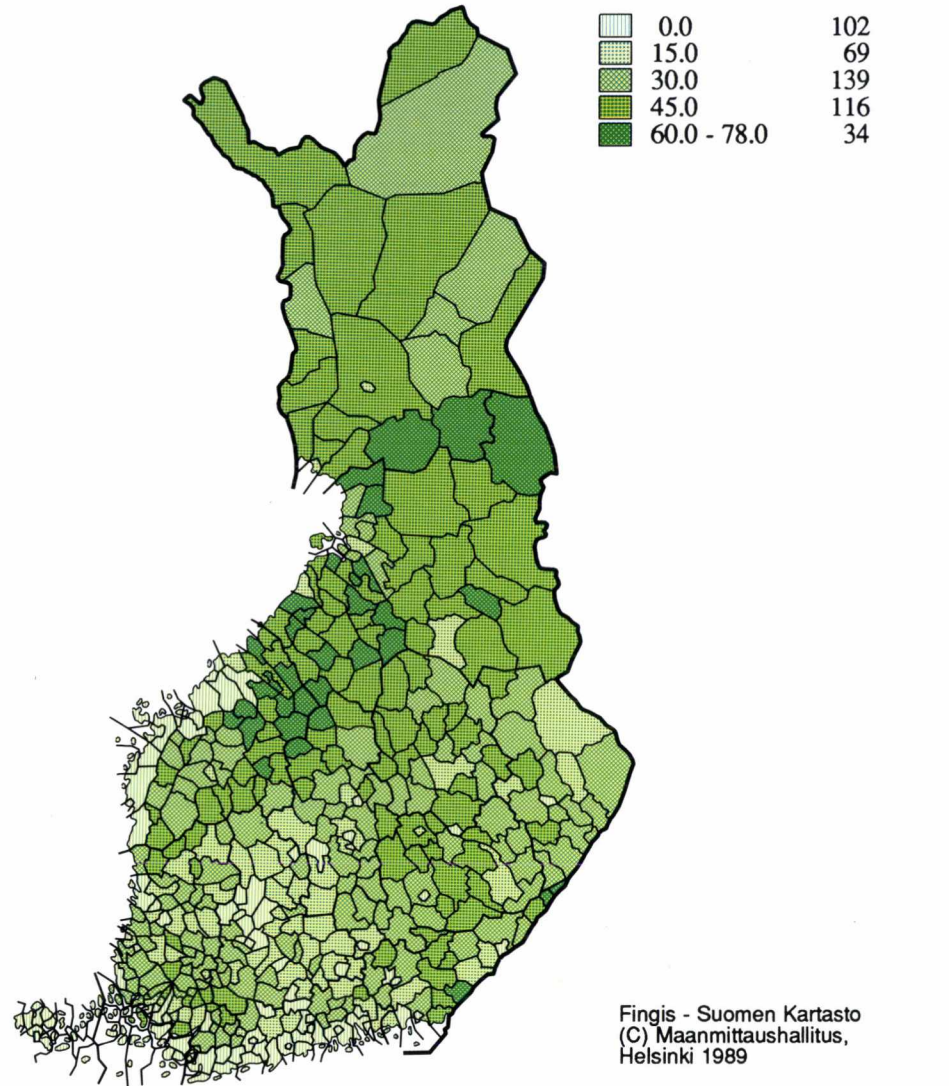 0.0 102
15.0 69
30.0 139
45.0 116
60.0 - 78.0 34
Fingis - Suomen Kartasto
(C) Maanmittaushallitus,
Helsinki 1989